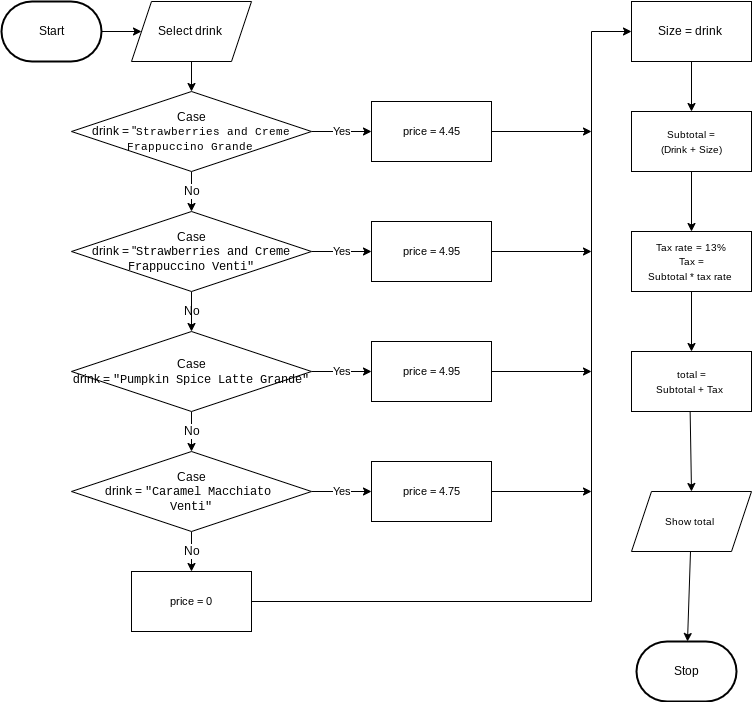 Start
Select drink
Case
drink = "Strawberries and Creme
Frappuccino Grande
Yes
price = 4.45
No
Case
drink = "Strawberries and Creme
Frappuccino Venti"
Yes
price = 4.95
No
Case
drink = "Pumpkin Spice Latte Grande"
Yes
price = 4.95
No
Case
drink = "Caramel Macchiato
Venti"
Yes
price = 4.75
No
price = 0
Size = drink
Subtotal =
(Drink + Size)
Tax rate = 13%
Tax =
Subtotal * tax rate
total =
Subtotal + Tax
Show total
Stop